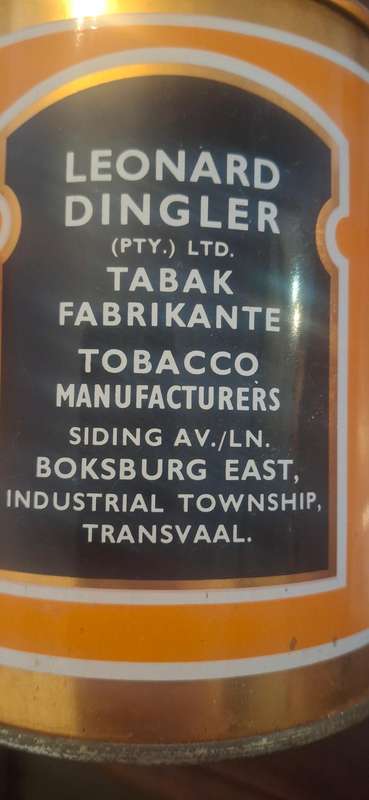 LEONARD
DINGLER
(PTY.) LTD.
TABAK
FABRIKANTE
TOBACCO
MANUFACTURERS
SIDING AV./LN.
BOKSBURG EAST,
INDUSTRIAL TOWNSHIP,
TRANSVAAL.